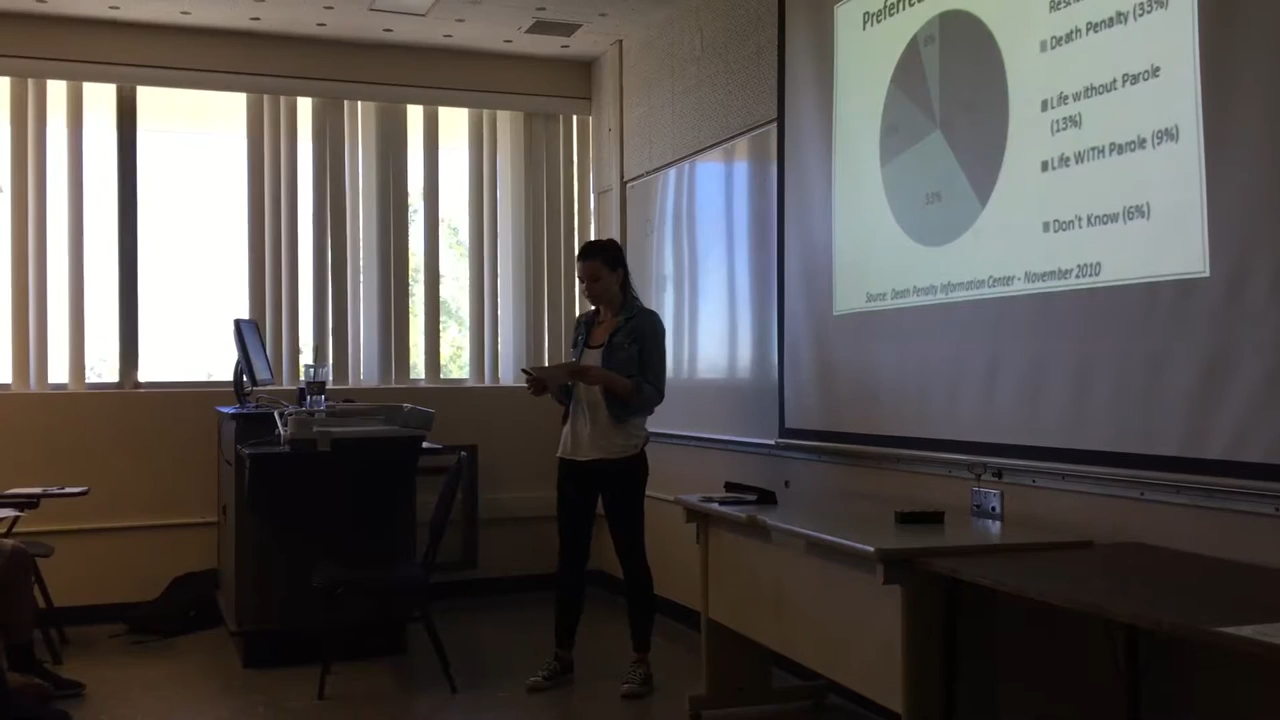 Preferred
Death Penalty (33%)
Life without Parole
(13%)
Life WITH Parole (9%)
Don't Know (6%)
6%
33%
Source: Death Penalty Information Center - November 2010